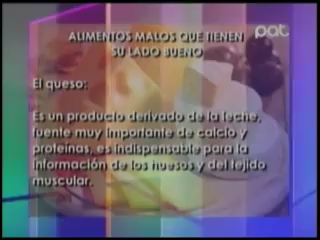 ALIMENTOS MALOS QUE TIENEN
SU LADO BUENO
pat
El queso:
Es un producto derivado de la leche,
fuente muy importante de calcio y
proteínas, es indispensable para la
información de los huesos y del tejido
muscular.